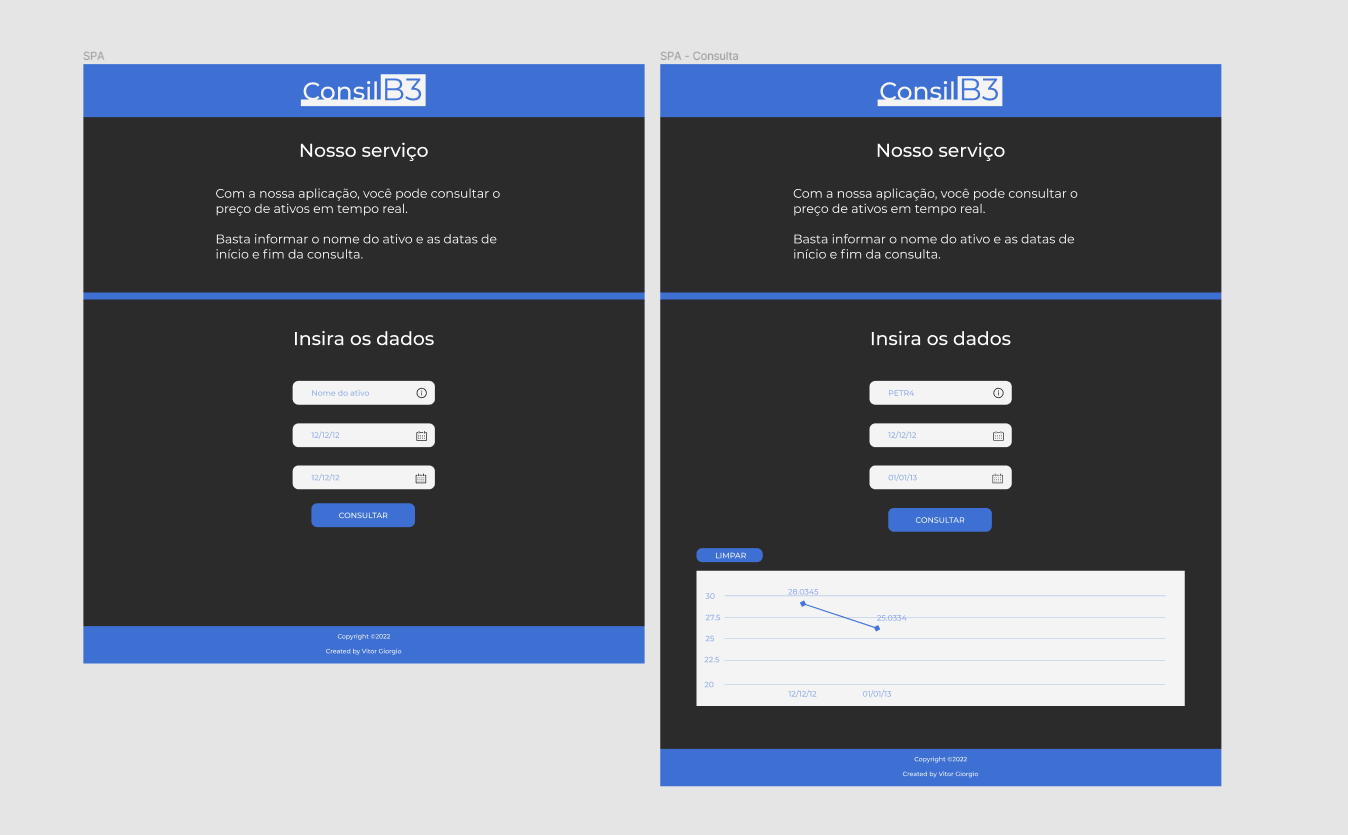 SPA
ConsilB3
Nosso serviço
Com a nossa aplicação, você pode consultar o
preço de ativos em tempo real.
Basta informar o nome do ativo e as datas de
início e fim da consulta.
Insira os dados
Nome do ativo
12/12/12
12/12/12
CONSULTAR
Copyright ©2022
Created by Vitor Giorgio
SPA - Consulta
ConsilB3
Nosso serviço
Com a nossa aplicação, você pode consultar o
preço de ativos em tempo real.
Basta informar o nome do ativo e as datas de
início e fim da consulta.
Insira os dados
PETR4
12/12/12
01/01/13
CONSULTAR
LIMPAR
28.0345
30
27.5
25.0334
25
22.5
20
12/12/12
01/01/13
Copyright ©2022
Created by Vitor Giorgio